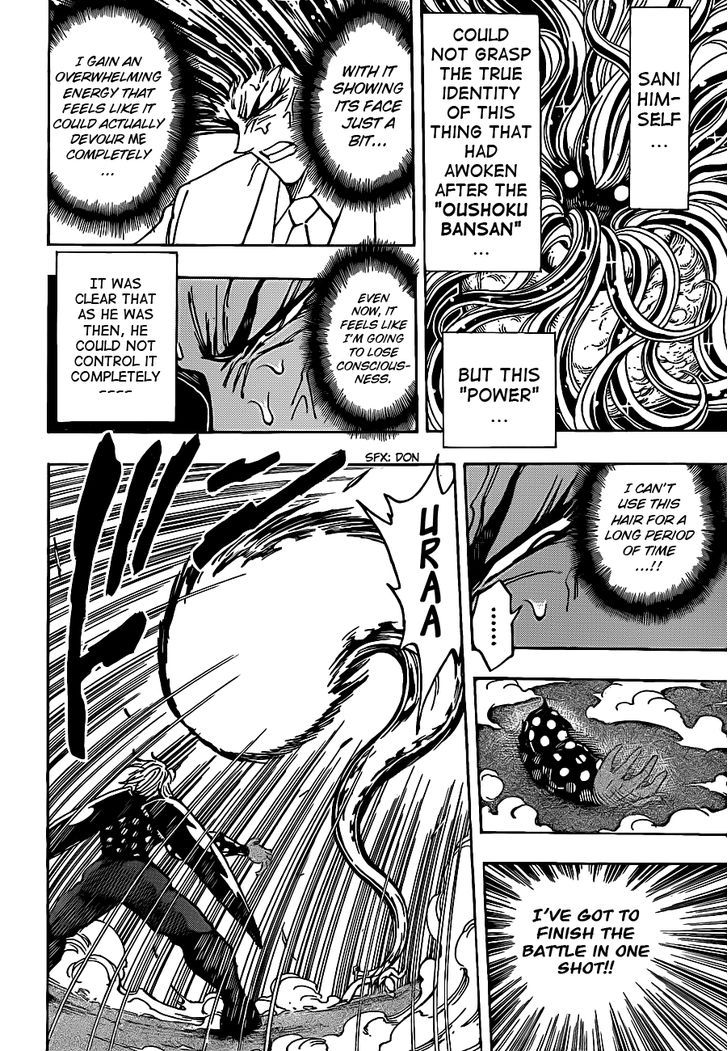 SANI
HIM-
SELF
...
COULD
NOT GRASP
THE TRUE
IDENTITY
OF THIS
THING THAT
HAD
AWOKEN
AFTER THE
"OUSHOKU
BANSAN"
...
BUT THIS
"POWER"
...
WITH IT
SHOWING
ITS FACE
JUST A
BIT...
I GAIN AN
OVERWHELMING
ENERGY THAT
FEELS LIKE IT
COULD ACTUALLY
DEVOUR ME
COMPLETELY
...
EVEN
NOW, IT
FEELS LIKE
I'M GOING
TO LOSE
CONSCIOUS-
NESS.
IT WAS
CLEAR THAT
AS HE WAS
THEN, HE
COULD NOT
CONTROL IT
COMPLETELY
----
I CAN'T
USE THIS
HAIR FOR A
LONG PERIOD
OF TIME
...!!
......
I'VE GOT TO
FINISH THE
BATTLE IN ONE
SHOT!!
SFX: DON
URAA
ドン